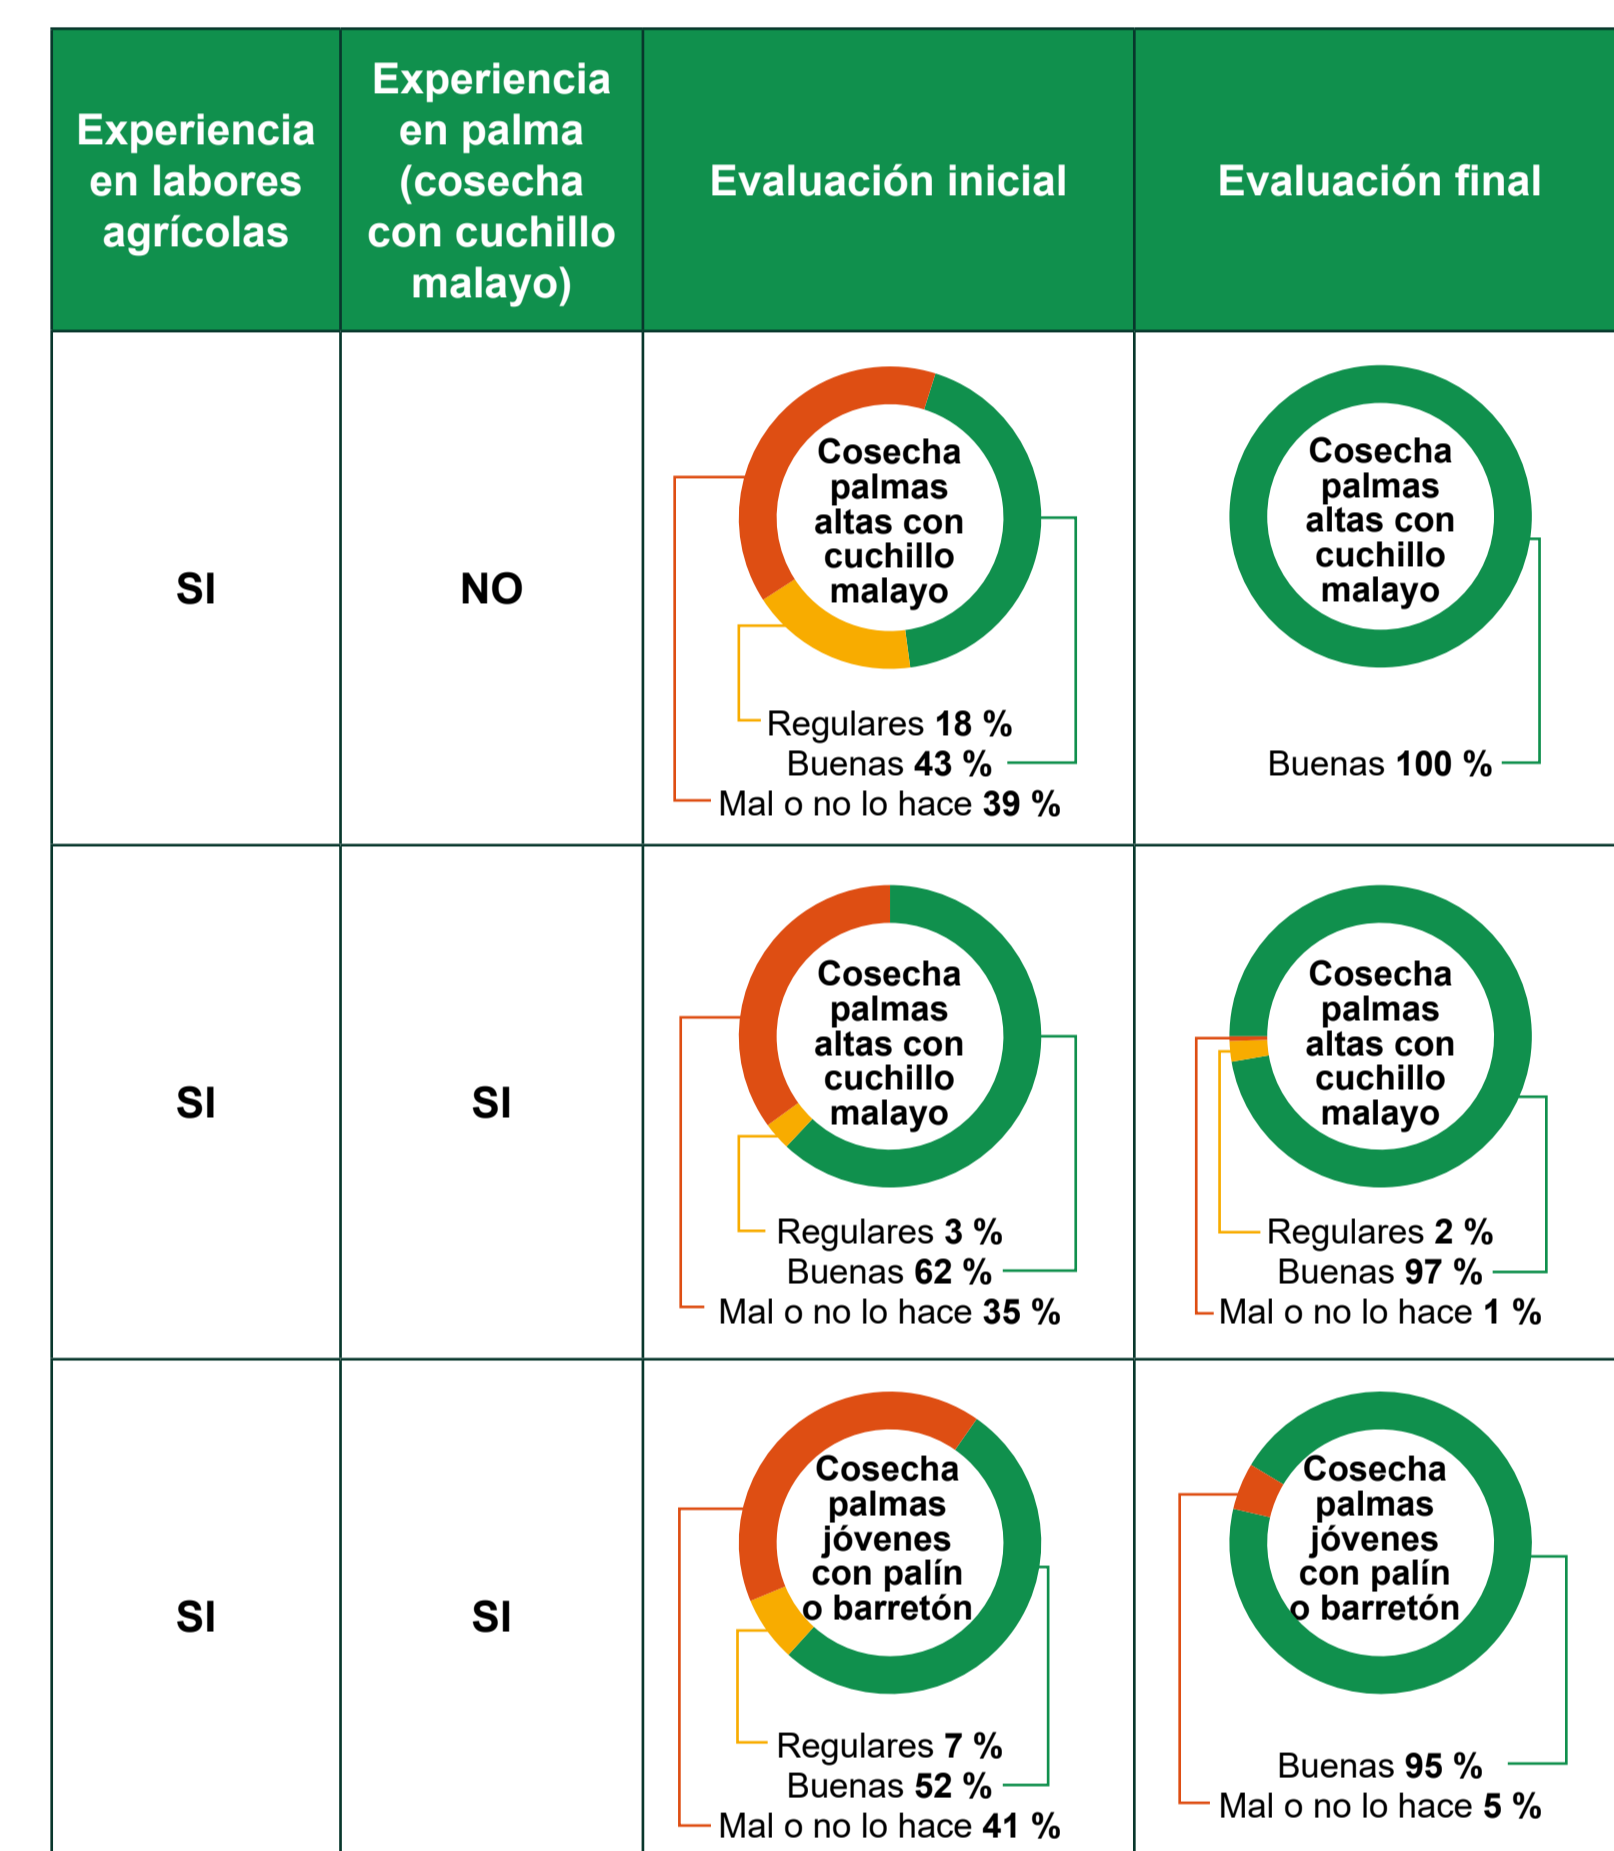 Experiencia
en labores
agrícolas
Experiencia
en palma
(cosecha
con cuchillo
malayo)
Evaluación inicial
Evaluación final
SI
NO
Cosecha
palmas
altas con
cuchillo
malayo
Regulares 18 %
Buenas 43 %
Mal o no lo hace 39 %
Cosecha
palmas
altas con
cuchillo
malayo
Buenas 100 %
SI
SI
Cosecha
palmas
altas con
cuchillo
malayo
Regulares 3 %
Buenas 62 %
Mal o no lo hace 35 %
Cosecha
palmas
altas con
cuchillo
malayo
Regulares 2 %
Buenas 97 %
Mal o no lo hace 1 %
SI
SI
Cosecha
palmas
jóvenes
con palín
o barretón
Regulares 7 %
Buenas 52 %
Mal o no lo hace 41 %
Cosecha
palmas
jóvenes
con palín
o barretón
Buenas 95 %
Mal o no lo hace 5 %